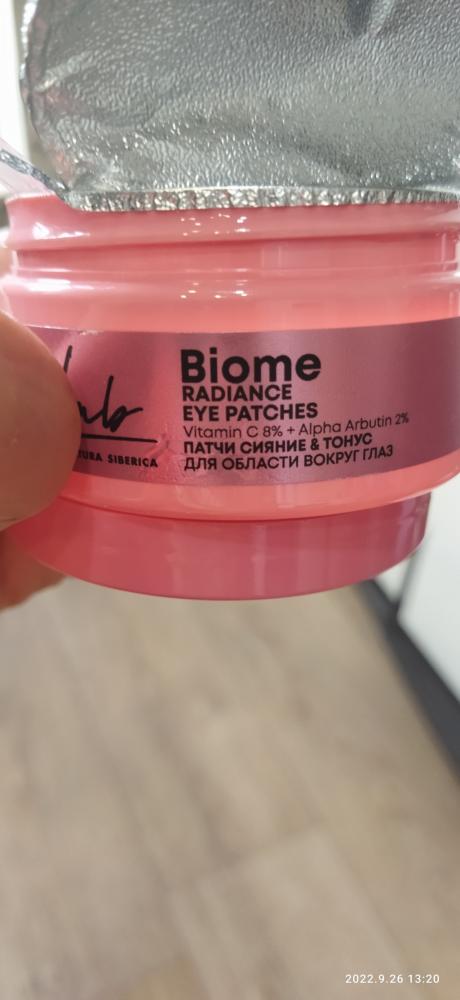 Biome
RADIANCE
EYE PATCHES
Vitamin C 8% + Alpha Arbutin 2%
ПАТЧИ СИЯНИЕ & ТОНУС
ДЛЯ ОБЛАСТИ ВОКРУГ ГЛАЗ
SIBERICA
2022.9.26 13:20